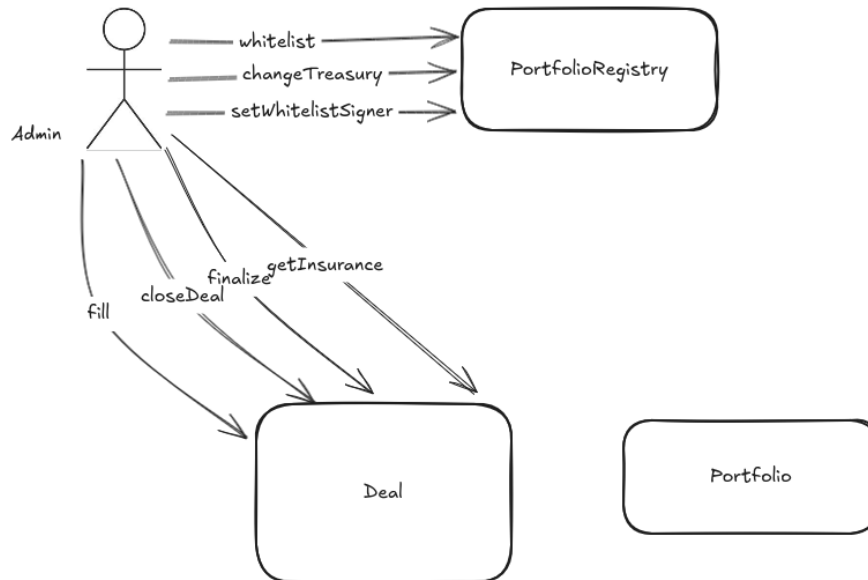 whitelist
PortfolioRegistry
changeTreasury
setWhitelistSigner
Admin
getInsurance
finalize
closeDeal
fill
Deal
Portfolio